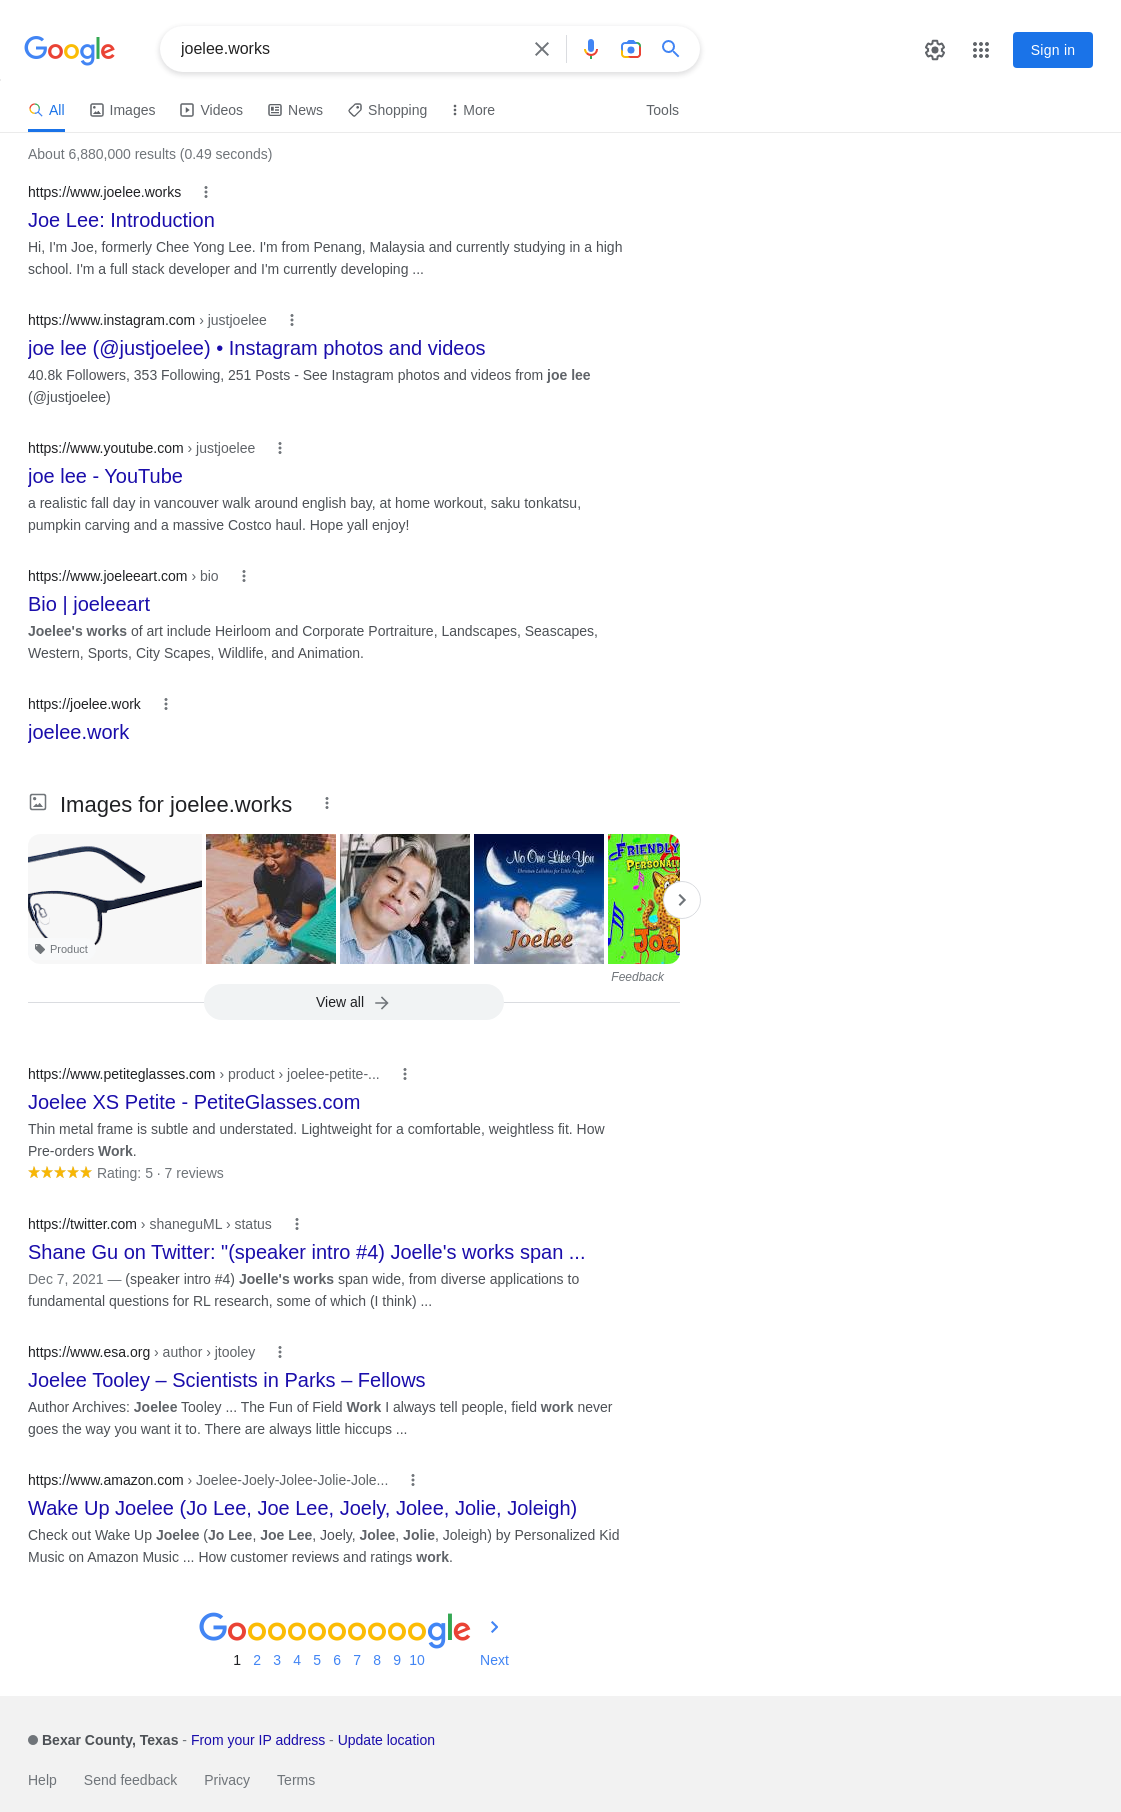 Google
joelee.works
Sign in
All
Images
Videos
News
Shopping
More
Tools
About 6,880,000 results (0.49 seconds)
https://www.joelee.works
Joe Lee: Introduction
Hi, I'm Joe, formerly Chee Yong Lee. I'm from Penang, Malaysia and currently studying in a high
school. I'm a full stack developer and I'm currently developing ...
https://www.instagram.com › justjoelee
joe lee (@justjoelee) • Instagram photos and videos
40.8k Followers, 353 Following, 251 Posts - See Instagram photos and videos from joe lee
(@justjoelee)
https://www.youtube.com › justjoelee
joe lee - YouTube
a realistic fall day in vancouver walk around english bay, at home workout, saku tonkatsu,
pumpkin carving and a massive Costco haul. Hope yall enjoy!
https://www.joeleeart.com › bio
Bio | joeleeart
Joelee's works of art include Heirloom and Corporate Portraiture, Landscapes, Seascapes,
Western, Sports, City Scapes, Wildlife, and Animation.
https://joelee.work
joelee.work
Images for joelee.works
Product
No One Like You
Christian Lullabies for Little Angels
Joelee
FRIENDLY
PERSONAL
Joe
Feedback
View all
https://www.petiteglasses.com › product › joelee-petite-...
Joelee XS Petite - PetiteGlasses.com
Thin metal frame is subtle and understated. Lightweight for a comfortable, weightless fit. How
Pre-orders Work.
Rating: 5 · 7 reviews
https://twitter.com › shaneguML › status
Shane Gu on Twitter: "(speaker intro #4) Joelle's works span ...
Dec 7, 2021 — (speaker intro #4) Joelle's works span wide, from diverse applications to
fundamental questions for RL research, some of which (I think) ...
https://www.esa.org › author › jtooley
Joelee Tooley – Scientists in Parks – Fellows
Author Archives: Joelee Tooley ... The Fun of Field Work I always tell people, field work never
goes the way you want it to. There are always little hiccups ...
https://www.amazon.com › Joelee-Joely-Jolee-Jolie-Jole...
Wake Up Joelee (Jo Lee, Joe Lee, Joely, Jolee, Jolie, Joleigh)
Check out Wake Up Joelee (Jo Lee, Joe Lee, Joely, Jolee, Jolie, Joleigh) by Personalized Kid
Music on Amazon Music ... How customer reviews and ratings work.
Goooooooooogle
1 2 3 4 5 6 7 8 9 10 Next
Bexar County, Texas - From your IP address - Update location
Help Send feedback Privacy Terms